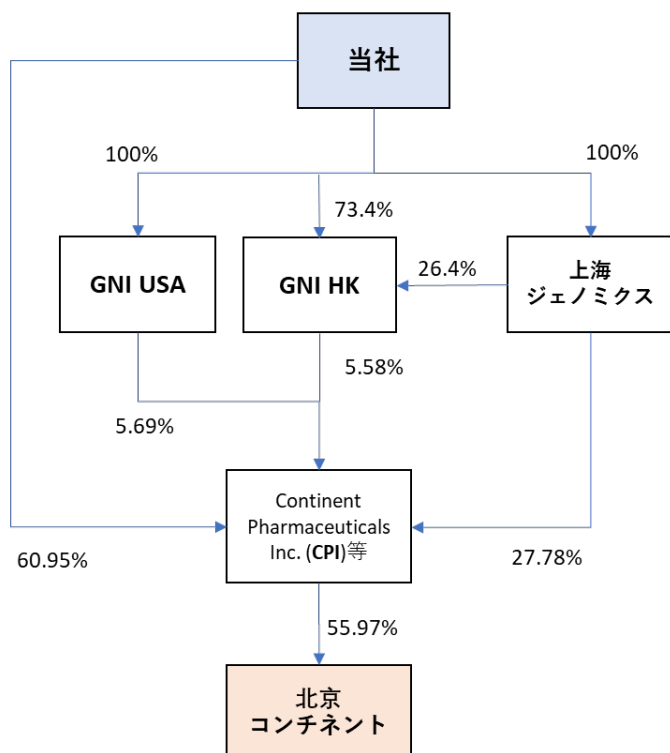 当社
100%
100%
73.4%
GNI USA
GNI HK
26.4%
上海
ジェノミクス
5.58%
5.69%
Continent
Pharmaceuticals
Inc. (CPI)等
60.95%
27.78%
55.97%
北京
コンチネント